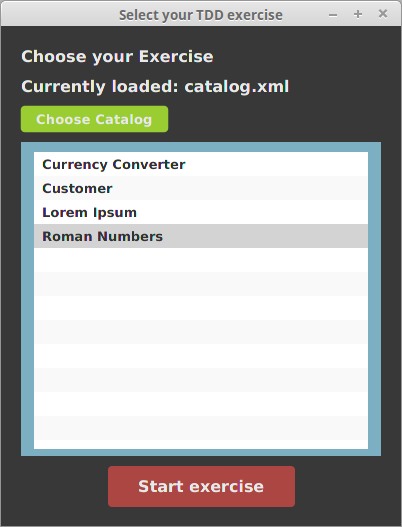 Select your TDD exercise
Choose your Exercise
Currently loaded: catalog.xml
Choose Catalog
Currency Converter
Customer
Lorem Ipsum
Roman Numbers
Start exercise